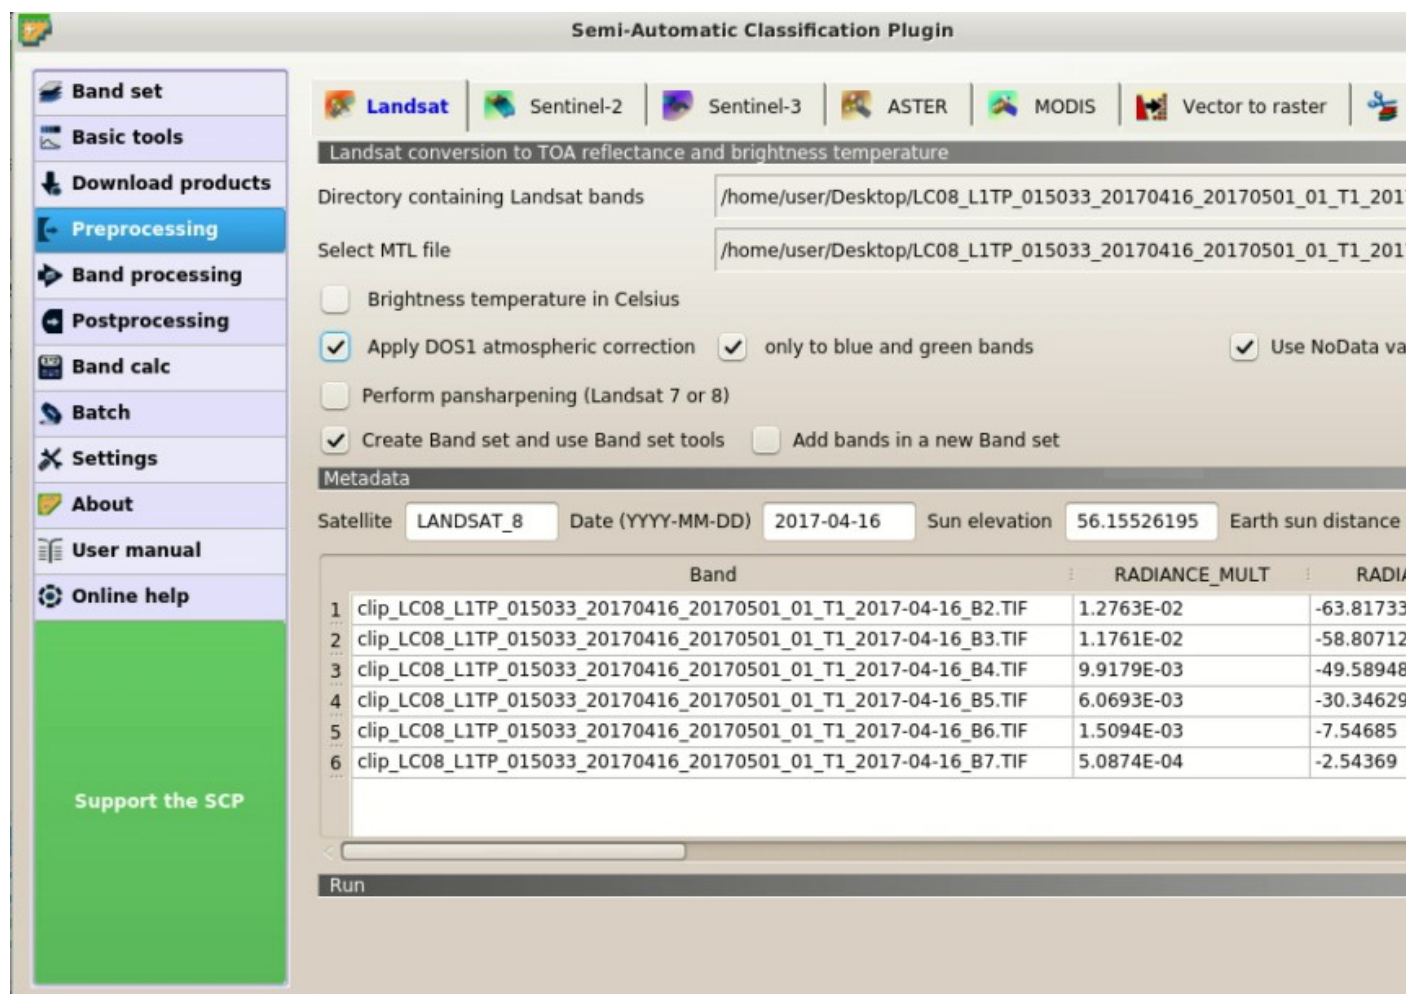 Semi-Automatic Classification Plugin
Band set
Basic tools
Download products
Preprocessing
Band processing
Postprocessing
Band calc
Batch
Settings
About
User manual
Online help
Support the SCP
Landsat Sentinel-2 Sentinel-3 ASTER MODIS Vector to raster
Landsat conversion to TOA reflectance and brightness temperature
Directory containing Landsat bands /home/user/Desktop/LC08_L1TP_015033_20170416_20170501_01_T1_201
Select MTL file /home/user/Desktop/LC08_L1TP_015033_20170416_20170501_01_T1_201
Brightness temperature in Celsius
Apply DOS1 atmospheric correction only to blue and green bands Use NoData va
Perform pansharpening (Landsat 7 or 8)
Create Band set and use Band set tools Add bands in a new Band set
Metadata
Satellite LANDSAT_8 Date (YYYY-MM-DD) 2017-04-16 Sun elevation 56.15526195 Earth sun distance
Band RADIANCE_MULT RADIA
1 clip_LC08_L1TP_015033_20170416_20170501_01_T1_2017-04-16_B2.TIF 1.2763E-02 -63.81733
2 clip_LC08_L1TP_015033_20170416_20170501_01_T1_2017-04-16_B3.TIF 1.1761E-02 -58.80712
3 clip_LC08_L1TP_015033_20170416_20170501_01_T1_2017-04-16_B4.TIF 9.9179E-03 -49.58948
4 clip_LC08_L1TP_015033_20170416_20170501_01_T1_2017-04-16_B5.TIF 6.0693E-03 -30.34629
5 clip_LC08_L1TP_015033_20170416_20170501_01_T1_2017-04-16_B6.TIF 1.5094E-03 -7.54685
6 clip_LC08_L1TP_015033_20170416_20170501_01_T1_2017-04-16_B7.TIF 5.0874E-04 -2.54369
Run